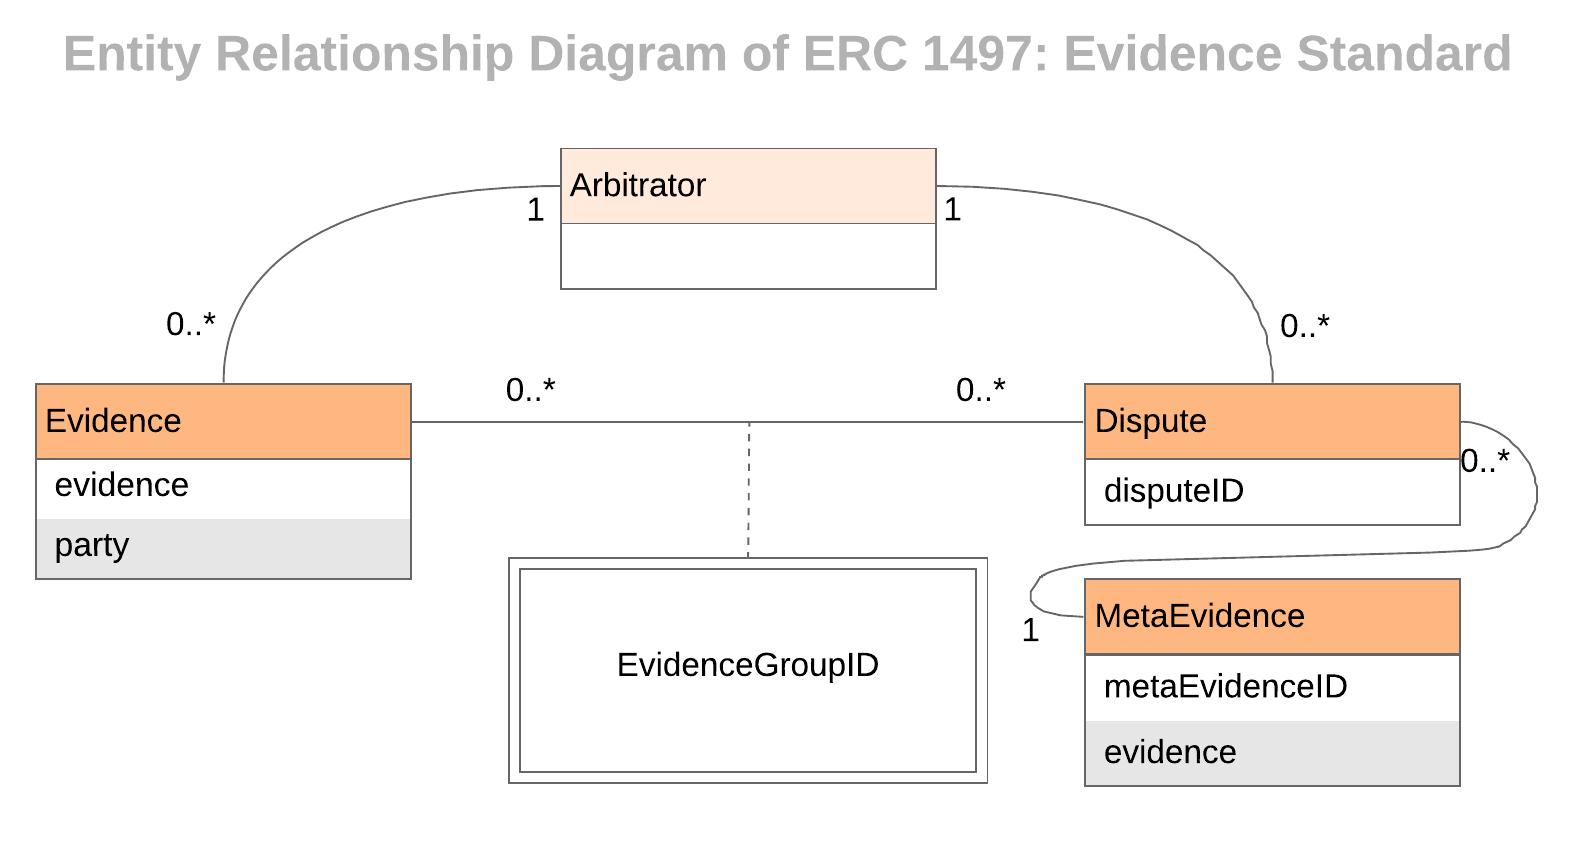 Entity Relationship Diagram of ERC 1497: Evidence Standard
Arbitrator
1
1
0..*
0..*
0..*
0..*
Evidence
evidence
party
Dispute
0..*
disputeID
EvidenceGroupID
1
MetaEvidence
metaEvidenceID
evidence